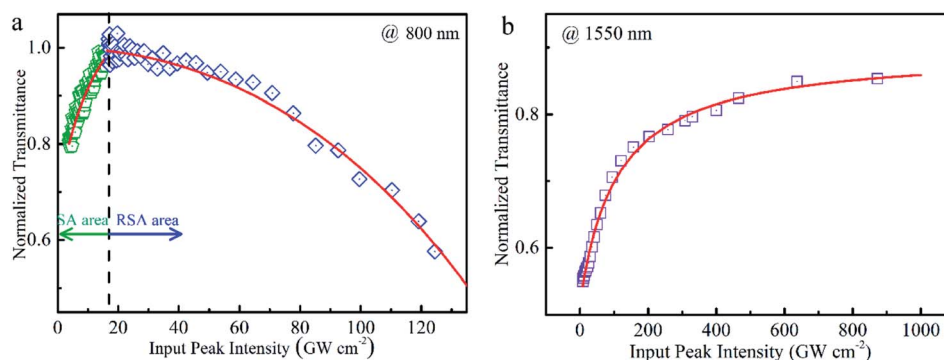 a
@ 800 nm
Normalized Transmittance
1.0
0.8
0.6
SA area
RSA area
0 20 40 60 80 100 120
Input Peak Intensity (GW cm-2)
b
@ 1550 nm
Normalized Transmittance
0.8
0.6
0 200 400 600 800 1000
Input Peak Intensity (GW cm-2)